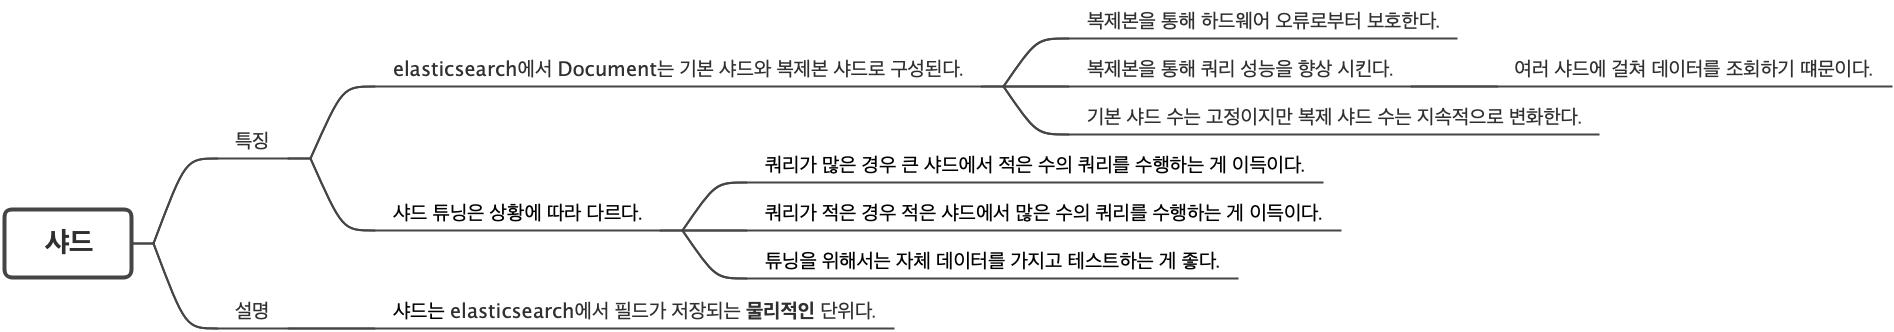 샤드
특징
elasticsearch에서 Document는 기본 샤드와 복제본 샤드로 구성된다.
복제본을 통해 하드웨어 오류로부터 보호한다.
복제본을 통해 쿼리 성능을 향상 시킨다.
여러 샤드에 걸쳐 데이터를 조회하기 떄문이다.
기본 샤드 수는 고정이지만 복제 샤드 수는 지속적으로 변화한다.
샤드 튜닝은 상황에 따라 다르다.
쿼리가 많은 경우 큰 샤드에서 적은 수의 쿼리를 수행하는 게 이득이다.
쿼리가 적은 경우 적은 샤드에서 많은 수의 쿼리를 수행하는 게 이득이다.
튜닝을 위해서는 자체 데이터를 가지고 테스트하는 게 좋다.
설명
샤드는 elasticsearch에서 필드가 저장되는 물리적인 단위다.